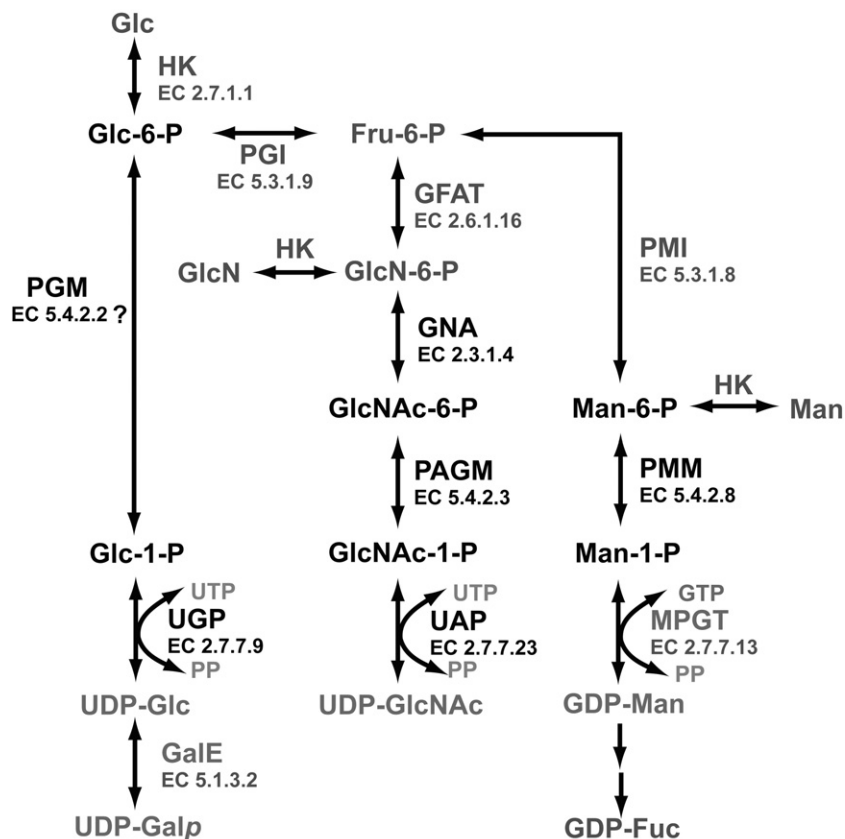 Glc
HK
EC 2.7.1.1
Glc-6-P
Fru-6-P
PGI
EC 5.3.1.9
GFAT
EC 2.6.1.16
PMI
EC 5.3.1.8
GlcN
HK
GlcN-6-P
PGM
EC 5.4.2.2 ?
GNA
EC 2.3.1.4
GlcNAc-6-P
Man-6-P
HK
Man
PAGM
EC 5.4.2.3
PMM
EC 5.4.2.8
Glc-1-P
GlcNAc-1-P
Man-1-P
UTP
UGP
EC 2.7.7.9
PP
UTP
UAP
EC 2.7.7.23
PP
GTP
MPGT
EC 2.7.7.13
PP
UDP-Glc
UDP-GlcNAc
GDP-Man
GalE
EC 5.1.3.2
UDP-Galp
GDP-Fuc